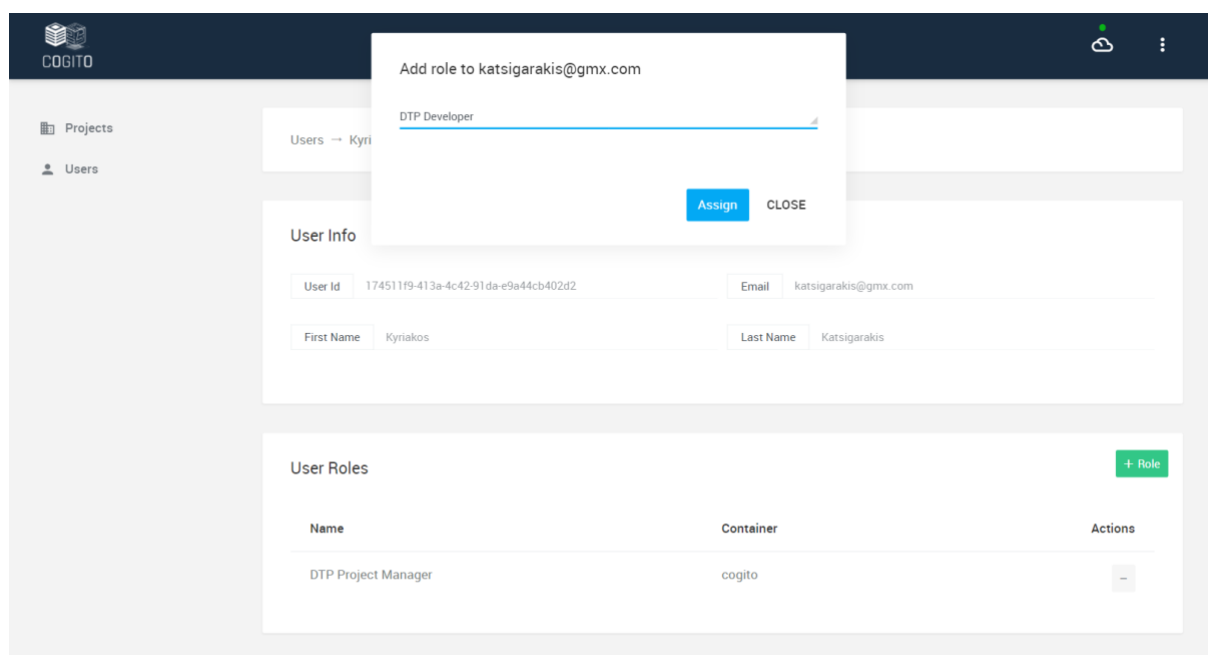 COGITO
Add role to katsigarakis@gmx.com
DTP Developer
Assign CLOSE
Projects
Users
Users → Kyri
User Info
User Id 174511f9-413a-4c42-91da-e9a44cb402d2 Email katsigarakis@gmx.com
First Name Kyriakos Last Name Katsigarakis
User Roles + Role
Name Container Actions
DTP Project Manager cogito −